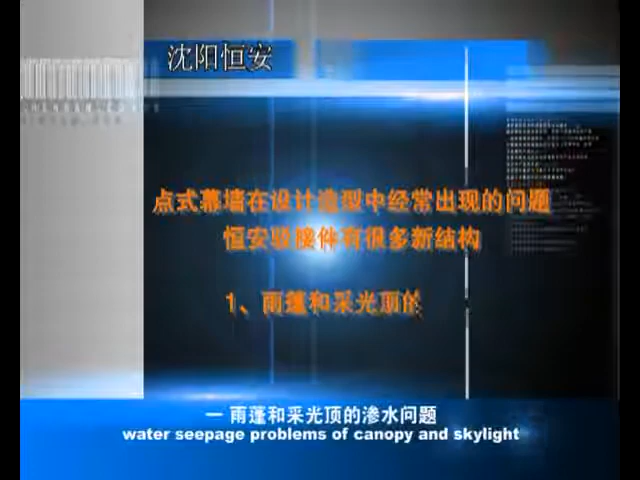 沈阳恒安
点式幕墙在设计造型中经常出现的问题
恒安驳接件有很多新结构
1、雨蓬和采光顶的
一 雨蓬和采光顶的渗水问题
water seepage problems of canopy and skylight